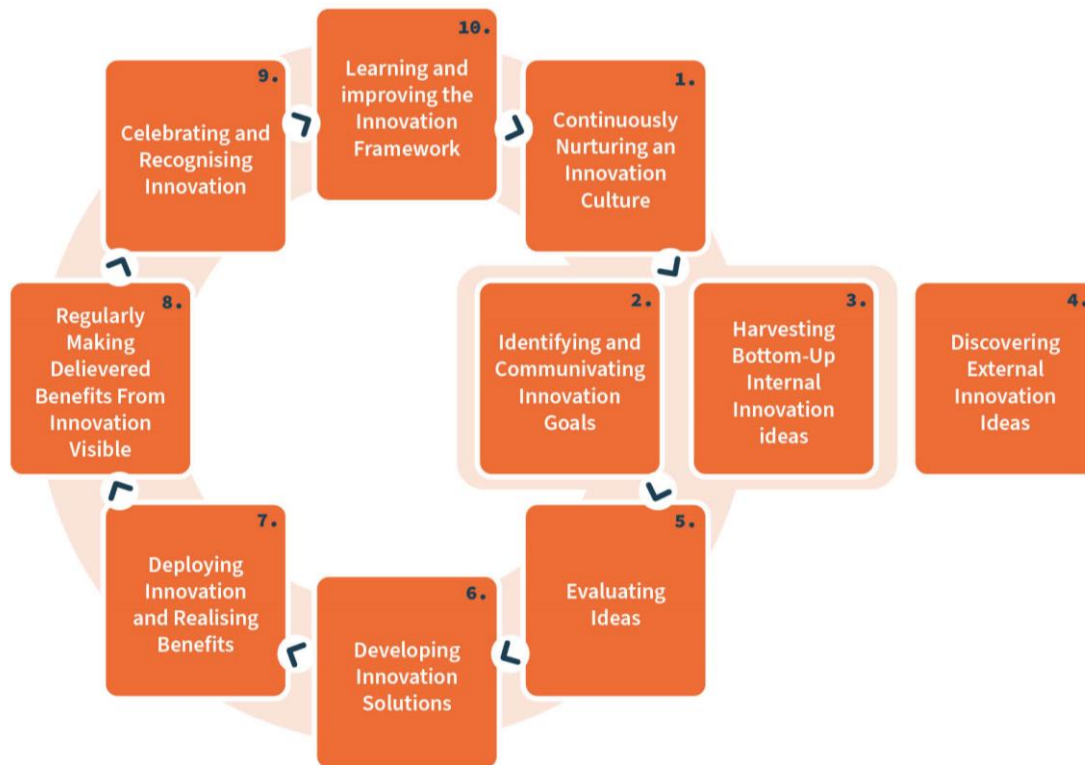 1.
Continuously
Nurturing an
Innovation
Culture
2.
Identifying and
Communivating
Innovation
Goals
3.
Harvesting
Bottom-Up
Internal
Innovation
ideas
4.
Discovering
External
Innovation
Ideas
5.
Evaluating
Ideas
6.
Developing
Innovation
Solutions
7.
Deploying
Innovation
and Realising
Benefits
8.
Regularly
Making
Delievered
Benefits From
Innovation
Visible
9.
Celebrating and
Recognising
Innovation
10.
Learning and
improving the
Innovation
Framework